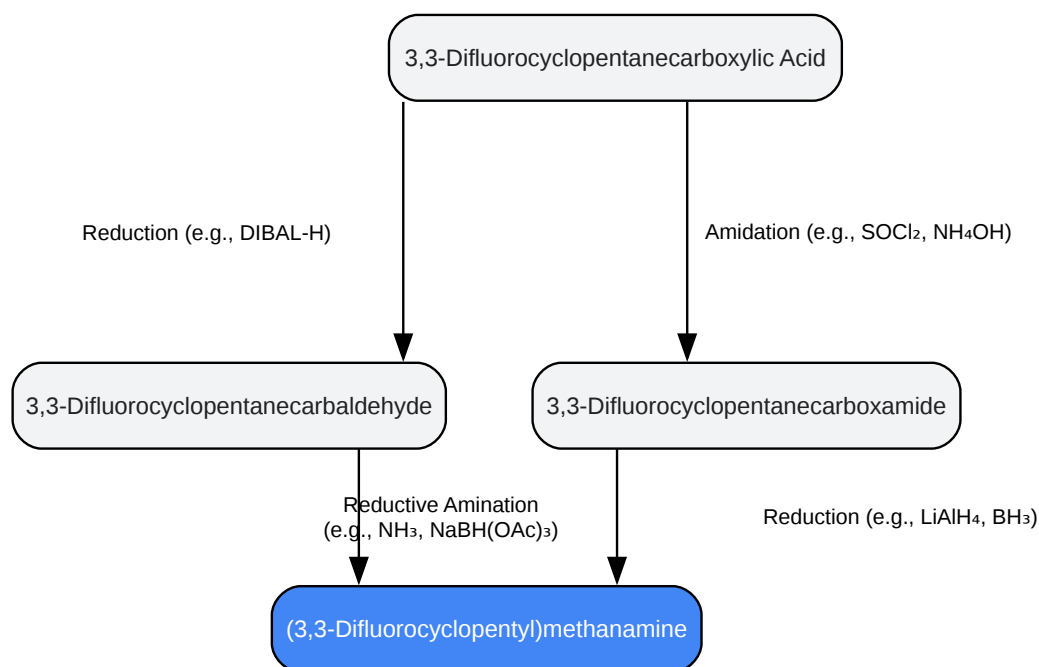 3,3-Difluorocyclopentanecarboxylic Acid
Reduction (e.g., DIBAL-H)
Amidation (e.g., SOCl₂, NH₄OH)
3,3-Difluorocyclopentanecarbaldehyde
3,3-Difluorocyclopentanecarboxamide
Reductive Amination
(e.g., NH₃, NaBH(OAc)₃)
Reduction (e.g., LiAlH₄, BH₃)
(3,3-Difluorocyclopentyl)methanamine